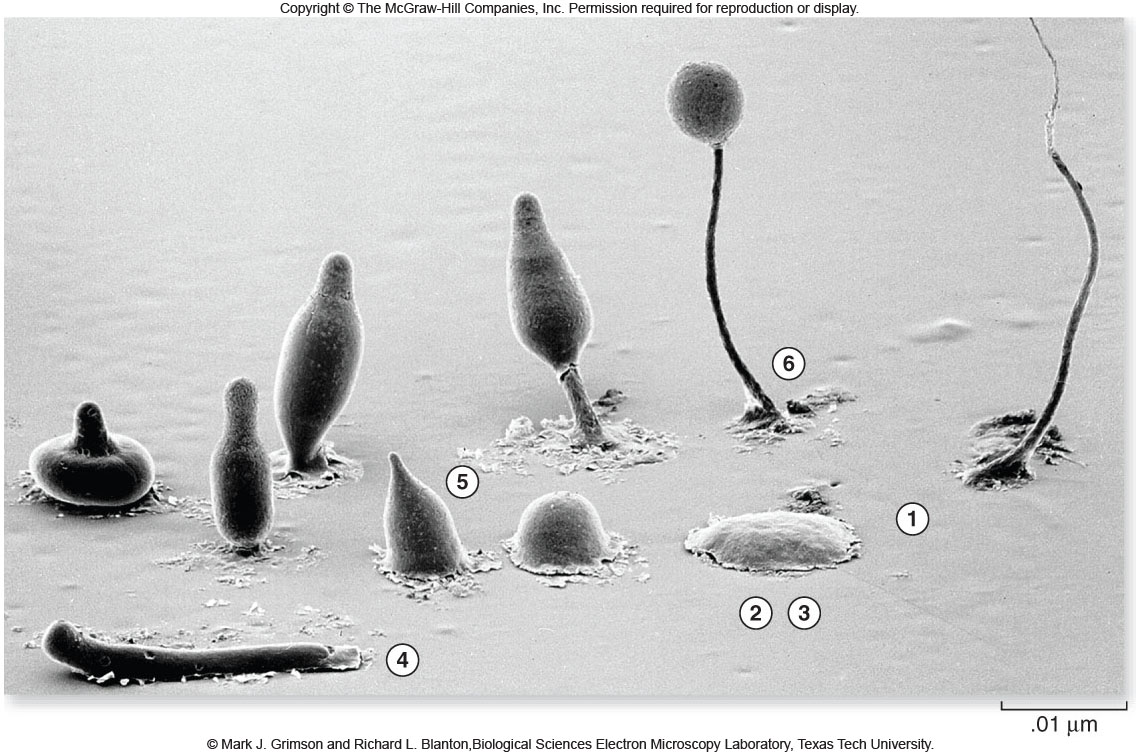 Copyright © The McGraw-Hill Companies, Inc. Permission required for reproduction or display.
6
5
1
2 3
4
.01 μm
© Mark J. Grimson and Richard L. Blanton,Biological Sciences Electron Microscopy Laboratory, Texas Tech University.